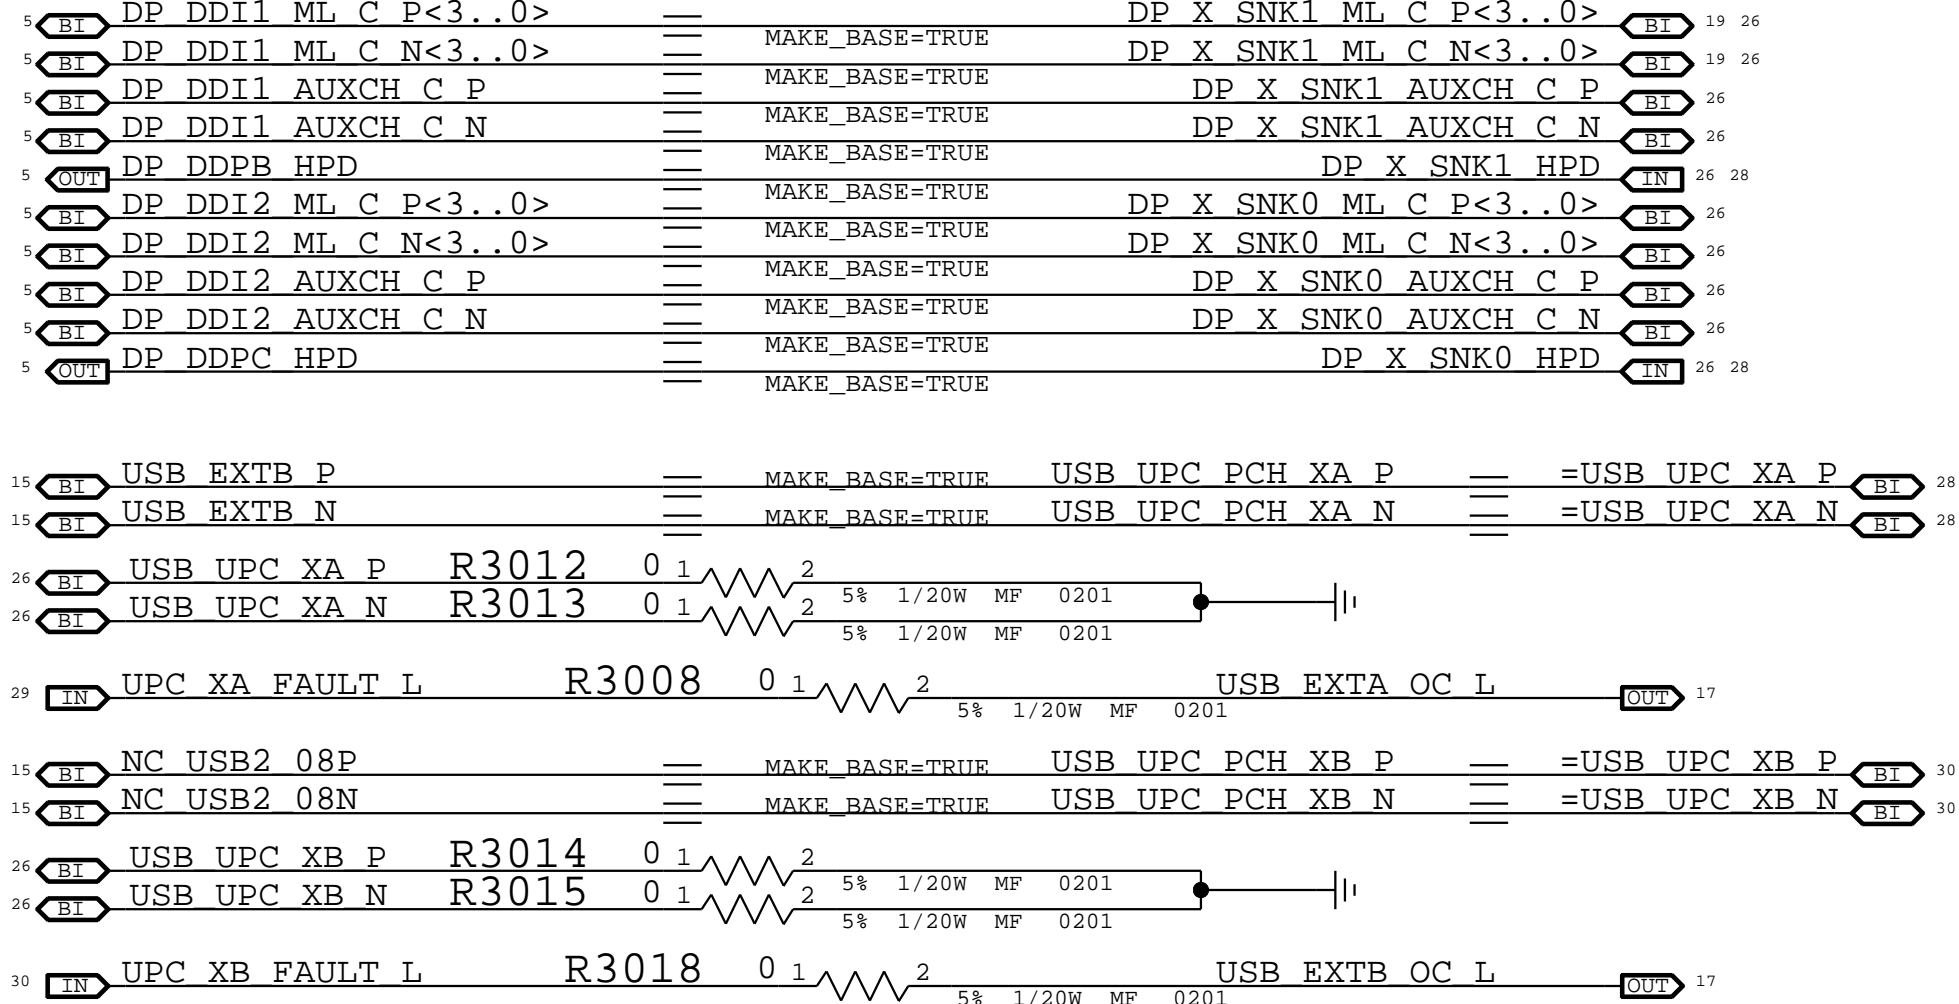 5 BI DP_DDI1_ML_C_P<3..0> DP_X_SNK1_ML_C_P<3..0> BI 19 26
MAKE_BASE=TRUE
5 BI DP_DDI1_ML_C_N<3..0> DP_X_SNK1_ML_C_N<3..0> BI 19 26
MAKE_BASE=TRUE
5 BI DP_DDI1_AUXCH_C_P DP_X_SNK1_AUXCH_C_P BI 26
MAKE_BASE=TRUE
5 BI DP_DDI1_AUXCH_C_N DP_X_SNK1_AUXCH_C_N BI 26
MAKE_BASE=TRUE
5 OUT DP_DDPB_HPD DP_X_SNK1_HPD IN 26 28
MAKE_BASE=TRUE
5 BI DP_DDI2_ML_C_P<3..0> DP_X_SNK0_ML_C_P<3..0> BI 26
MAKE_BASE=TRUE
5 BI DP_DDI2_ML_C_N<3..0> DP_X_SNK0_ML_C_N<3..0> BI 26
MAKE_BASE=TRUE
5 BI DP_DDI2_AUXCH_C_P DP_X_SNK0_AUXCH_C_P BI 26
MAKE_BASE=TRUE
5 BI DP_DDI2_AUXCH_C_N DP_X_SNK0_AUXCH_C_N BI 26
MAKE_BASE=TRUE
5 OUT DP_DDPC_HPD DP_X_SNK0_HPD IN 26 28
MAKE_BASE=TRUE
15 BI USB_EXTB_P MAKE_BASE=TRUE USB_UPC_PCH_XA_P =USB_UPC_XA_P BI 28
15 BI USB_EXTB_N MAKE_BASE=TRUE USB_UPC_PCH_XA_N =USB_UPC_XA_N BI 28
26 BI USB_UPC_XA_P R3012 0 1 2
5% 1/20W MF 0201
26 BI USB_UPC_XA_N R3013 0 1 2
5% 1/20W MF 0201
29 IN UPC_XA_FAULT_L R3008 0 1 2 USB_EXTA_OC_L OUT 17
5% 1/20W MF 0201
15 BI NC_USB2_08P MAKE_BASE=TRUE USB_UPC_PCH_XB_P =USB_UPC_XB_P BI 30
15 BI NC_USB2_08N MAKE_BASE=TRUE USB_UPC_PCH_XB_N =USB_UPC_XB_N BI 30
26 BI USB_UPC_XB_P R3014 0 1 2
5% 1/20W MF 0201
26 BI USB_UPC_XB_N R3015 0 1 2
5% 1/20W MF 0201
30 IN UPC_XB_FAULT_L R3018 0 1 2 USB_EXTB_OC_L OUT 17
5% 1/20W MF 0201